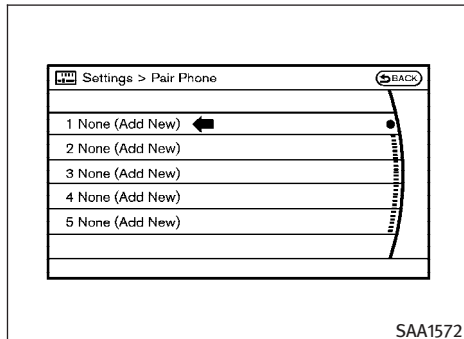 Settings > Pair Phone
BACK
1 None (Add New)
2 None (Add New)
3 None (Add New)
4 None (Add New)
5 None (Add New)
SAA1572